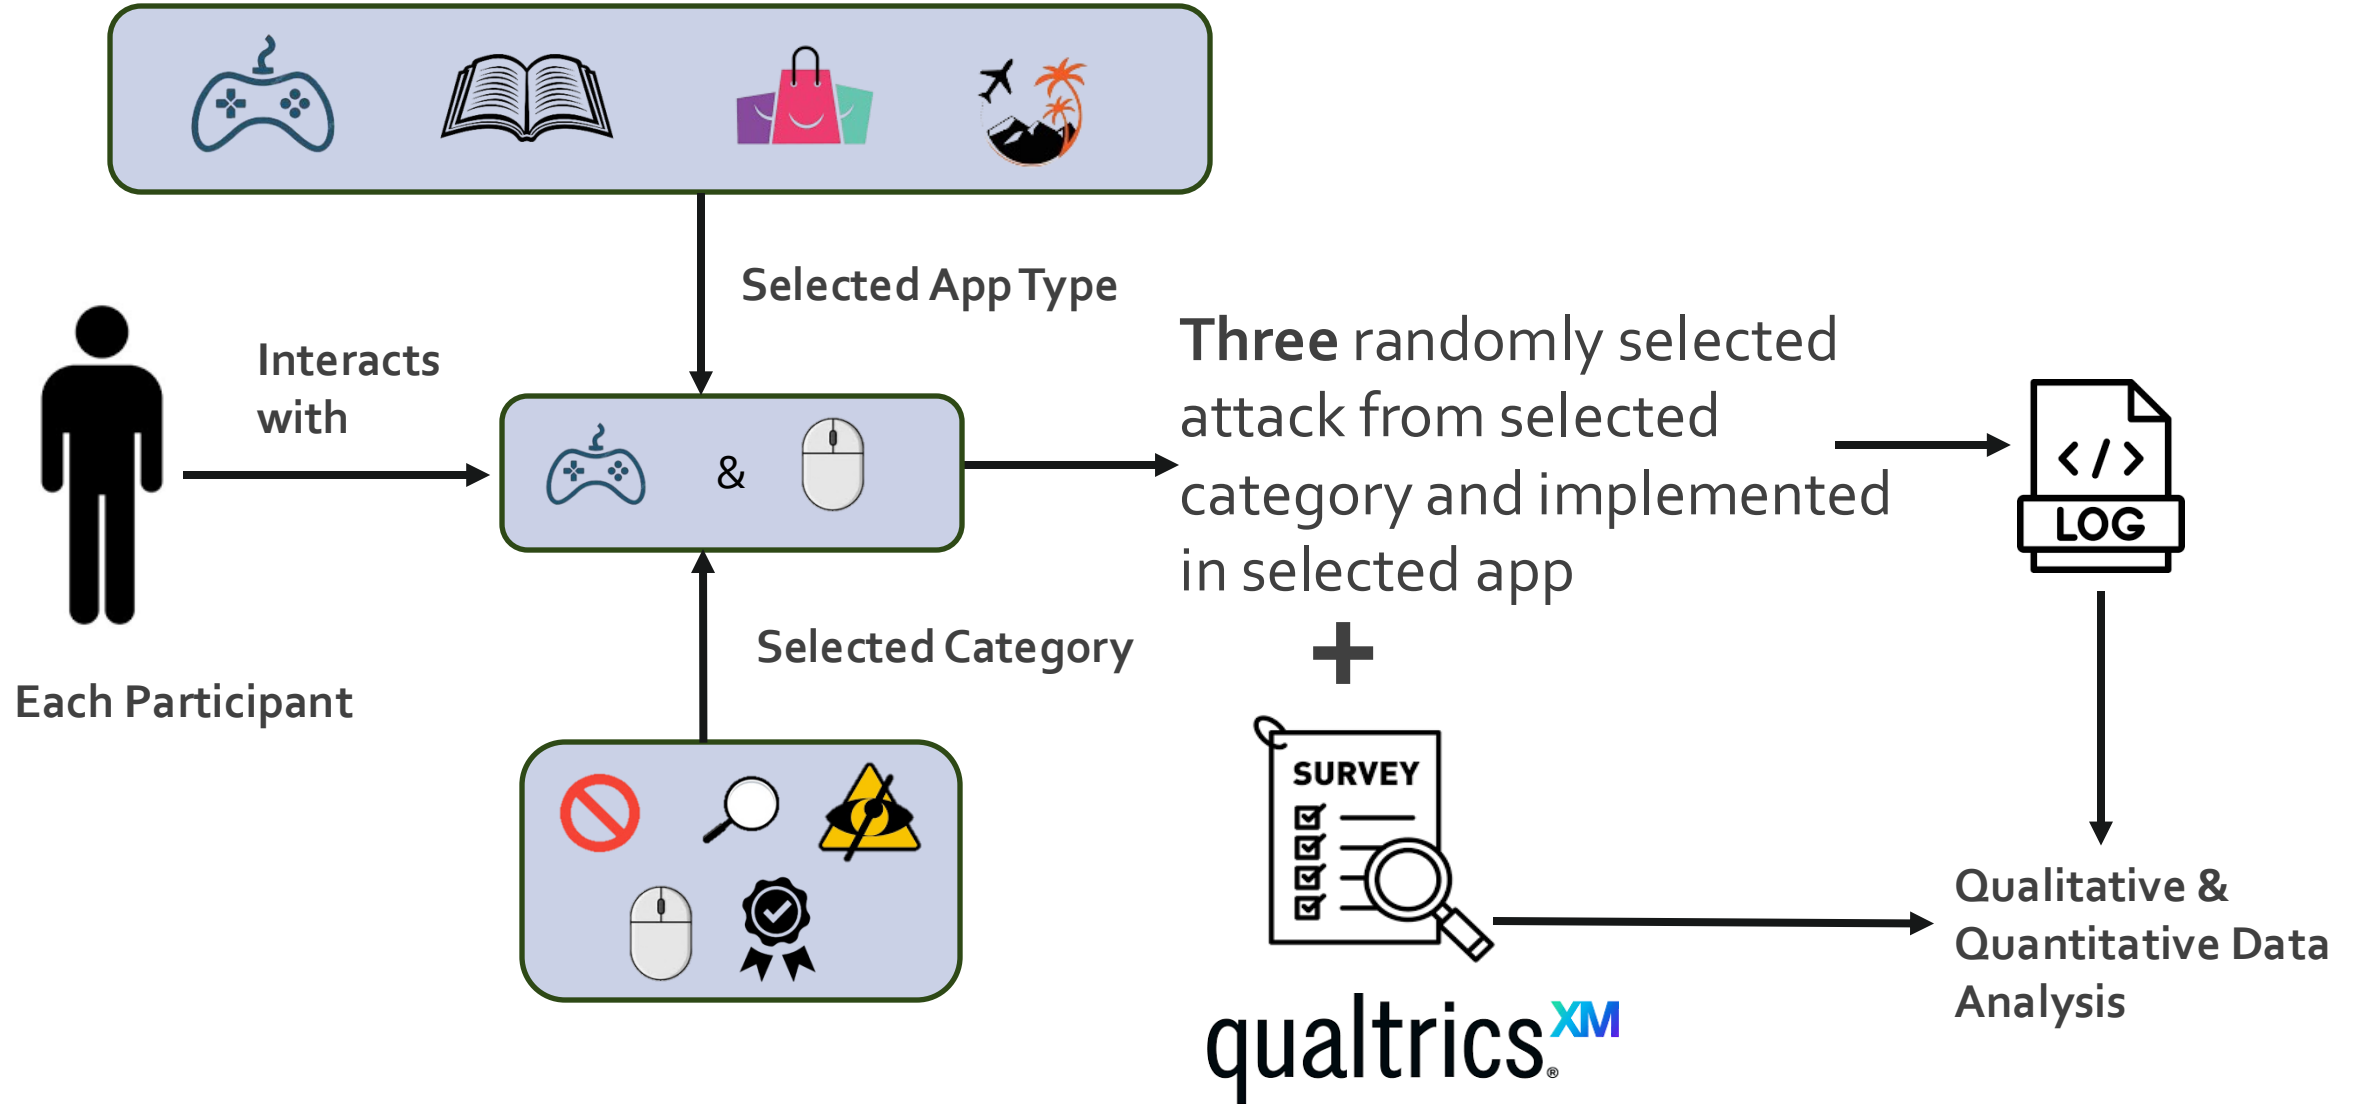 Selected App Type
Interacts
with
&
Three randomly selected
attack from selected
category and implemented
in selected app
</>
LOG
Selected Category
+
Each Participant
SURVEY
Qualitative &
Quantitative Data
Analysis
qualtrics.XM
®